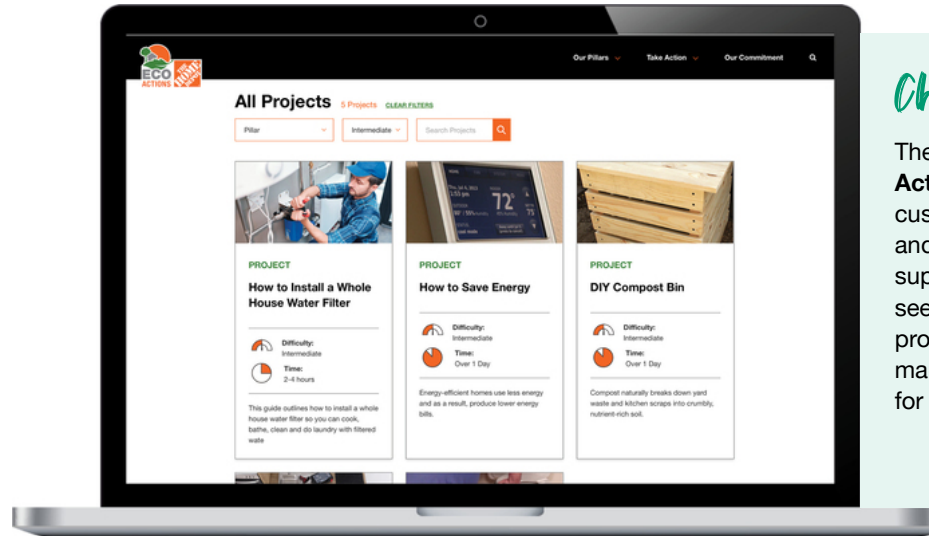 ECO
ACTIONS
THE
HOME
DEPOT
Our Pillars
Take Action
Our Commitment
All Projects
5 Projects
CLEAR FILTERS
Pillar
Intermediate
Search Projects
PROJECT
How to Install a Whole
House Water Filter
Difficulty:
Intermediate
Time:
2-4 hours
This guide outlines how to install a whole
house water filter so you can cook,
bathe, clean and do laundry with filtered
wate
72°
75
PROJECT
How to Save Energy
Difficulty:
Intermediate
Time:
Over 1 Day
Energy-efficient homes use less energy
and as a result, produce lower energy
bills.
PROJECT
DIY Compost Bin
Difficulty:
Intermediate
Time:
Over 1 Day
Compost naturally breaks down yard
waste and kitchen scraps into crumbly,
nutrient-rich soil.
Ch
The
Act
cus
and
sup
see
pro
ma
for